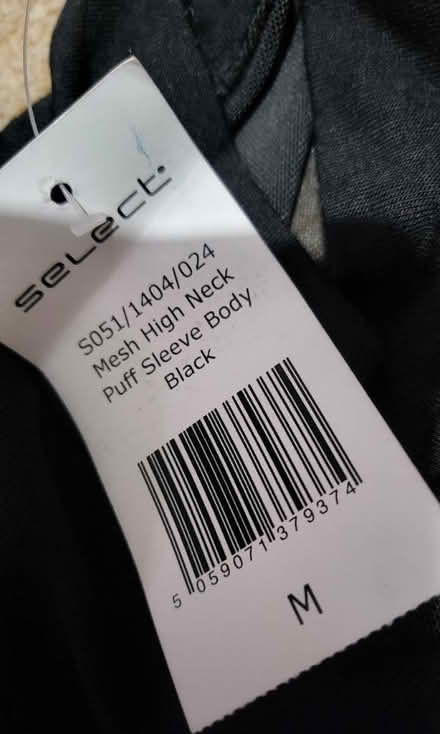 select.
S051/1404/024
Mesh High Neck
Puff Sleeve Body
Black
5 059071 379374
M